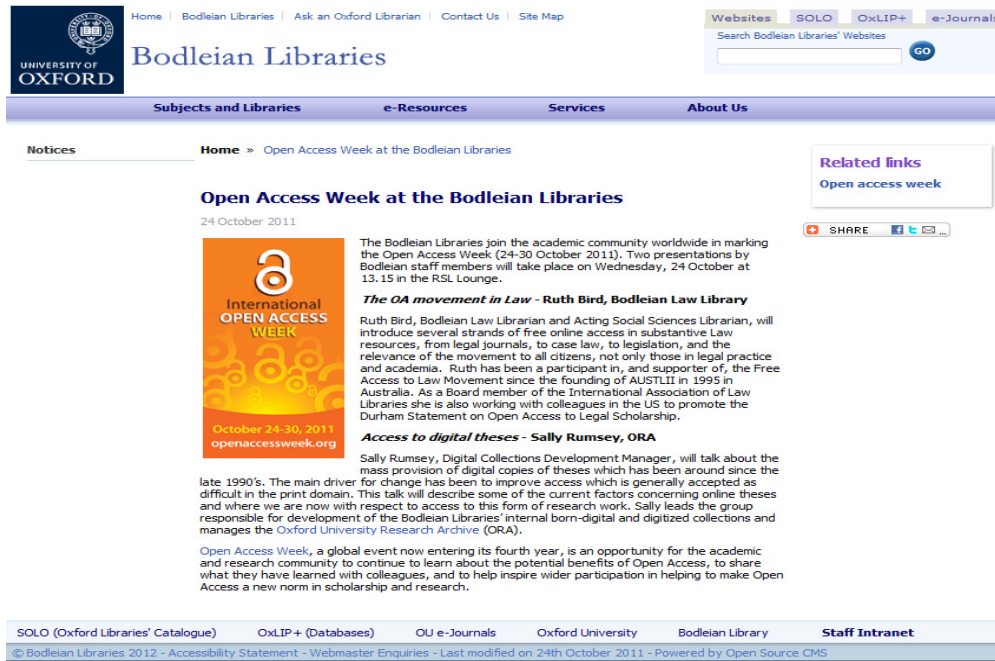 Home | Bodleian Libraries | Ask an Oxford Librarian | Contact Us | Site Map
Websites SOLO OxLIP+ e-Journals
Search Bodleian Libraries' Websites
GO
UNIVERSITY OF
OXFORD
Bodleian Libraries
Subjects and Libraries e-Resources Services About Us
Notices
Home » Open Access Week at the Bodleian Libraries
Related links
Open access week
SHARE
Open Access Week at the Bodleian Libraries
24 October 2011
International
OPEN ACCESS
WEEK
October 24-30, 2011
openaccessweek.org
The Bodleian Libraries join the academic community worldwide in marking
the Open Access Week (24-30 October 2011). Two presentations by
Bodleian staff members will take place on Wednesday, 24 October at
13.15 in the RSL Lounge.
The OA movement in Law - Ruth Bird, Bodleian Law Library
Ruth Bird, Bodleian Law Librarian and Acting Social Sciences Librarian, will
introduce several strands of free online access in substantive Law
resources, from legal journals, to case law, to legislation, and the
relevance of the movement to all citizens, not only those in legal practice
and academia. Ruth has been a participant in, and supporter of, the Free
Access to Law Movement since the founding of AUSTLII in 1995 in
Australia. As a Board member of the International Association of Law
Libraries she is also working with colleagues in the US to promote the
Durham Statement on Open Access to Legal Scholarship.
Access to digital theses - Sally Rumsey, ORA
Sally Rumsey, Digital Collections Development Manager, will talk about the
mass provision of digital copies of theses which has been around since the
late 1990's. The main driver for change has been to improve access which is generally accepted as
difficult in the print domain. This talk will describe some of the current factors concerning online theses
and where we are now with respect to access to this form of research work. Sally leads the group
responsible for development of the Bodleian Libraries' internal born-digital and digitized collections and
manages the Oxford University Research Archive (ORA).
Open Access Week, a global event now entering its fourth year, is an opportunity for the academic
and research community to continue to learn about the potential benefits of Open Access, to share
what they have learned with colleagues, and to help inspire wider participation in helping to make Open
Access a new norm in scholarship and research.
SOLO (Oxford Libraries' Catalogue) OxLIP+ (Databases) OU e-Journals Oxford University Bodleian Library Staff Intranet
© Bodleian Libraries 2012 - Accessibility Statement - Webmaster Enquiries - Last modified on 24th October 2011 - Powered by Open Source CMS